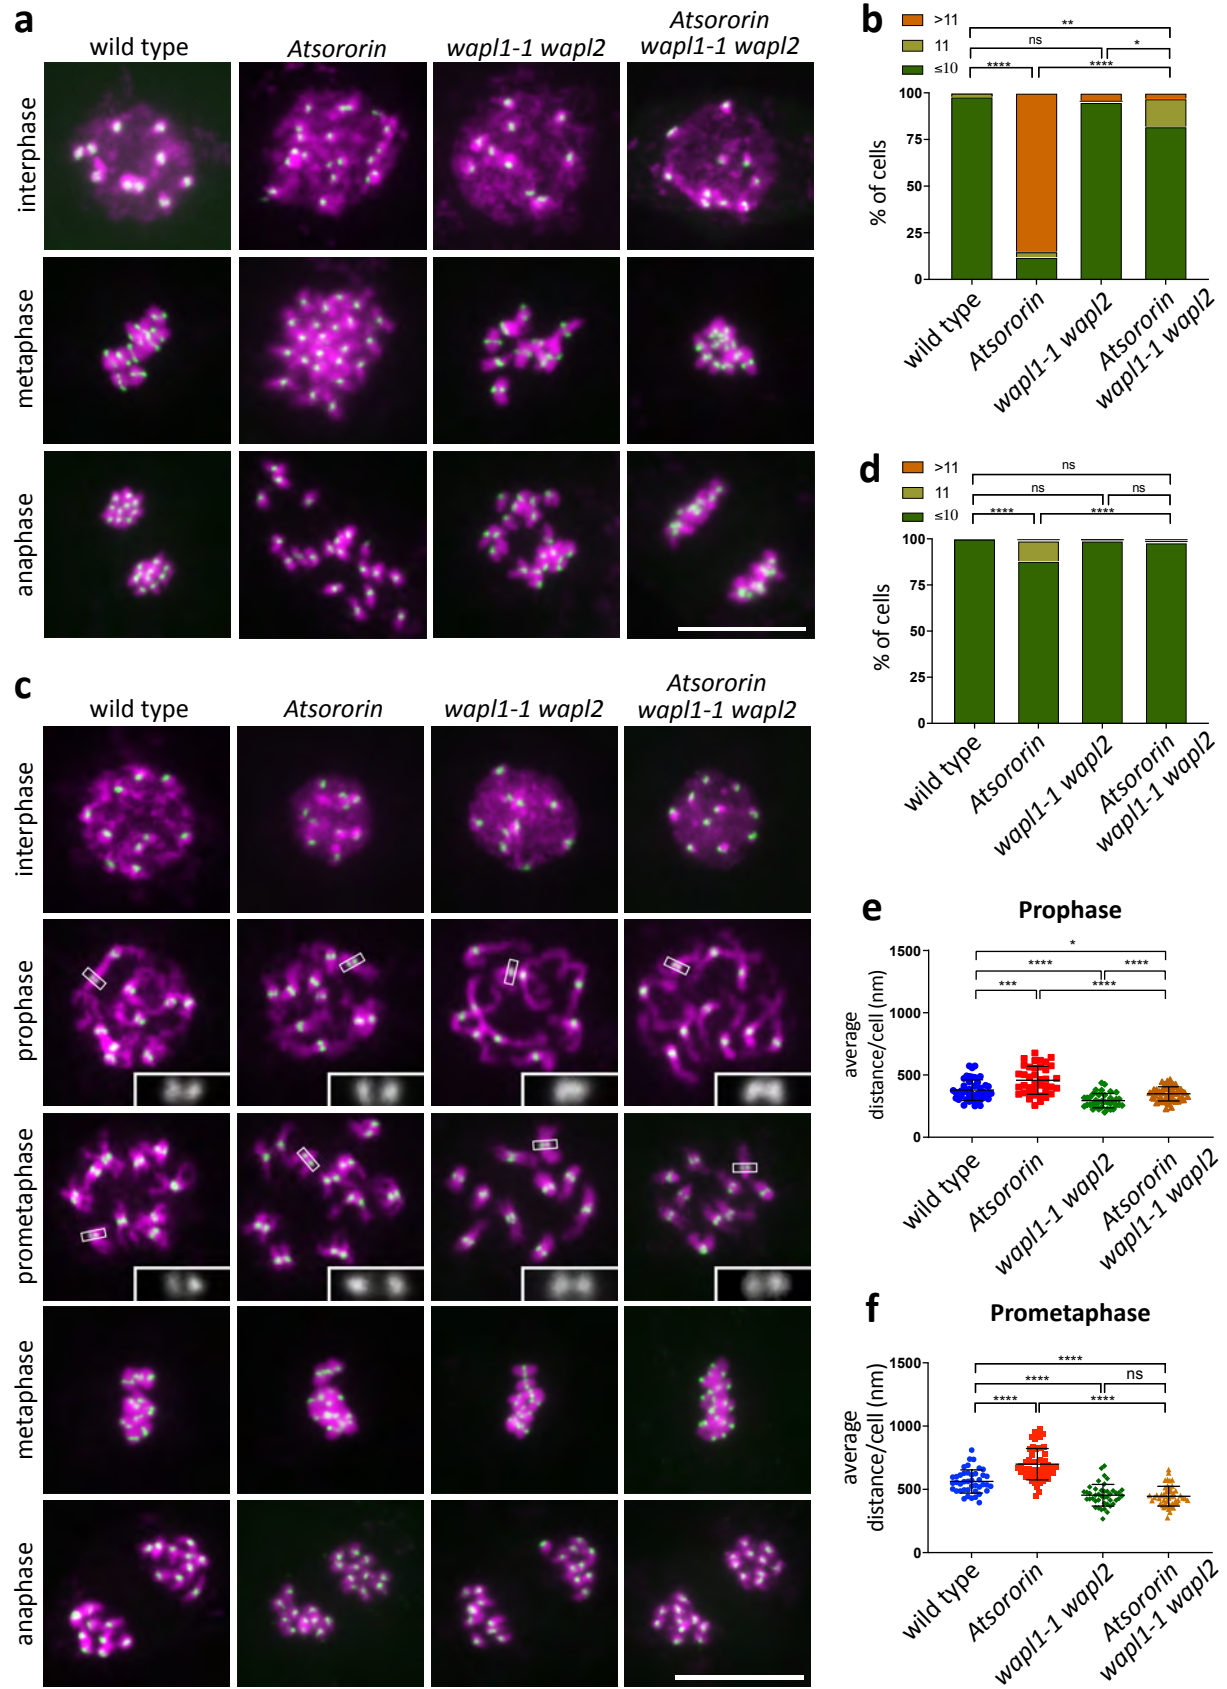 a
wild type
Atsororin
wapl1-1 wapl2
Atsororin
wapl1-1 wapl2
interphase
metaphase
anaphase
b
>11
11
≤10
**
ns
*
****
****
% of cells
100
75
50
25
0
wild type
Atsororin
wapl1-1 wapl2
Atsororin
wapl1-1 wapl2
c
wild type
Atsororin
wapl1-1 wapl2
Atsororin
wapl1-1 wapl2
interphase
prophase
prometaphase
metaphase
anaphase
d
>11
11
≤10
ns
ns
ns
****
****
% of cells
100
75
50
25
0
wild type
Atsororin
wapl1-1 wapl2
Atsororin
wapl1-1 wapl2
e
Prophase
*
****
****
***
****
average
distance/cell (nm)
1500
1000
500
0
wild type
Atsororin
wapl1-1 wapl2
Atsororin
wapl1-1 wapl2
f
Prometaphase
****
****
ns
****
****
average
distance/cell (nm)
1500
1000
500
0
wild type
Atsororin
wapl1-1 wapl2
Atsororin
wapl1-1 wapl2